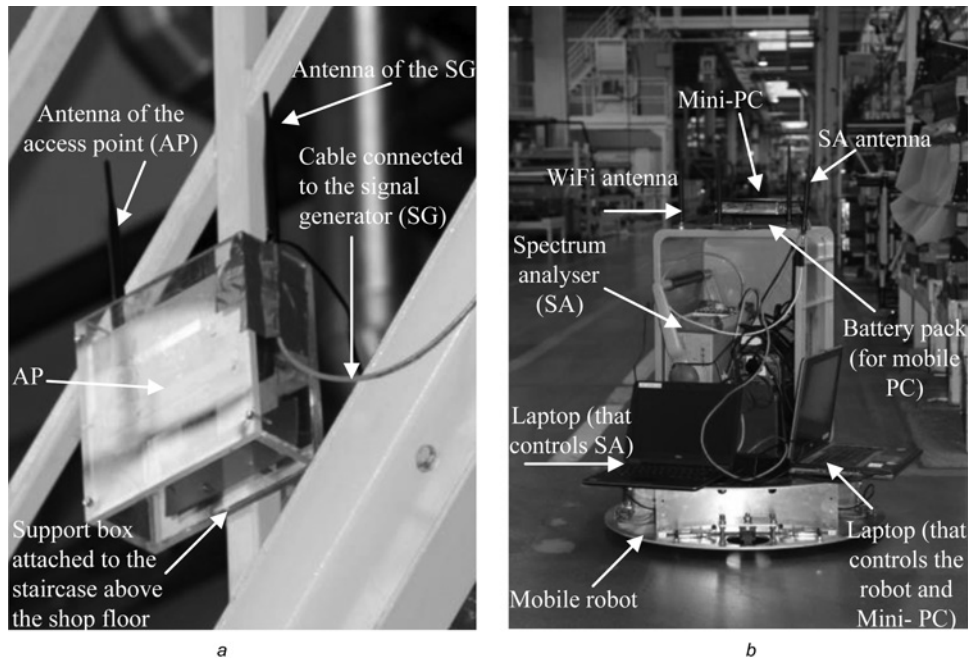 Antenna of the SG
Antenna of the
access point (AP)
Cable connected
to the signal
generator (SG)
AP
Support box
attached to the
staircase above
the shop floor
a
Mini-PC
SA antenna
WiFi antenna
Spectrum
analyser
(SA)
Battery pack
(for mobile
PC)
Laptop (that
controls SA)
Laptop (that
controls the
robot and
Mini- PC)
Mobile robot
b